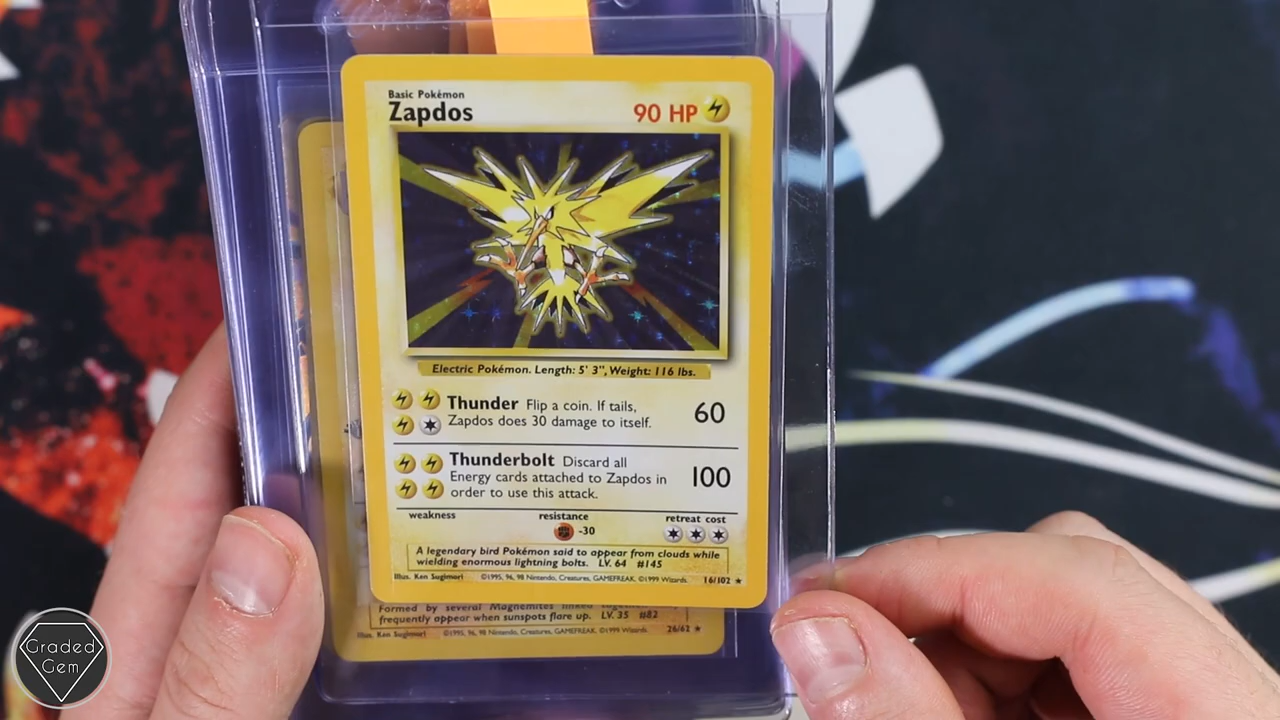 Basic Pokémon
Zapdos
90 HP
Electric Pokémon. Length: 5' 3", Weight: 116 lbs.
Thunder Flip a coin. If tails,
Zapdos does 30 damage to itself.
60
Thunderbolt Discard all
Energy cards attached to Zapdos in
order to use this attack.
100
weakness
resistance
retreat cost
-30
A legendary bird Pokémon said to appear from clouds while
wielding enormous lightning bolts. LV. 64 #145
Illus. Ken Sugimori ©1995, 96, 98 Nintendo, Creatures, GAMEFREAK. ©1999 Wizards. 16/102 ★
Formed by several Magnemites linked
frequently appear when sunspots flare up. LV. 35 #82
Illus. Ken Sugimori ©1995, 96, 98 Nintendo, Creatures, GAMEFREAK. ©1999 Wizards. 26/62 ★
Graded
Gem